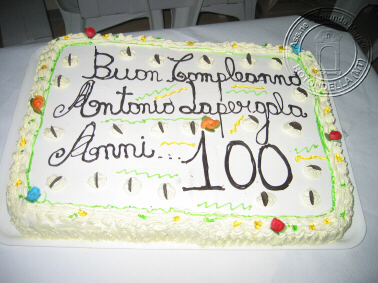 Buon Compleanno
Antonio Lapergola
Anni... 100